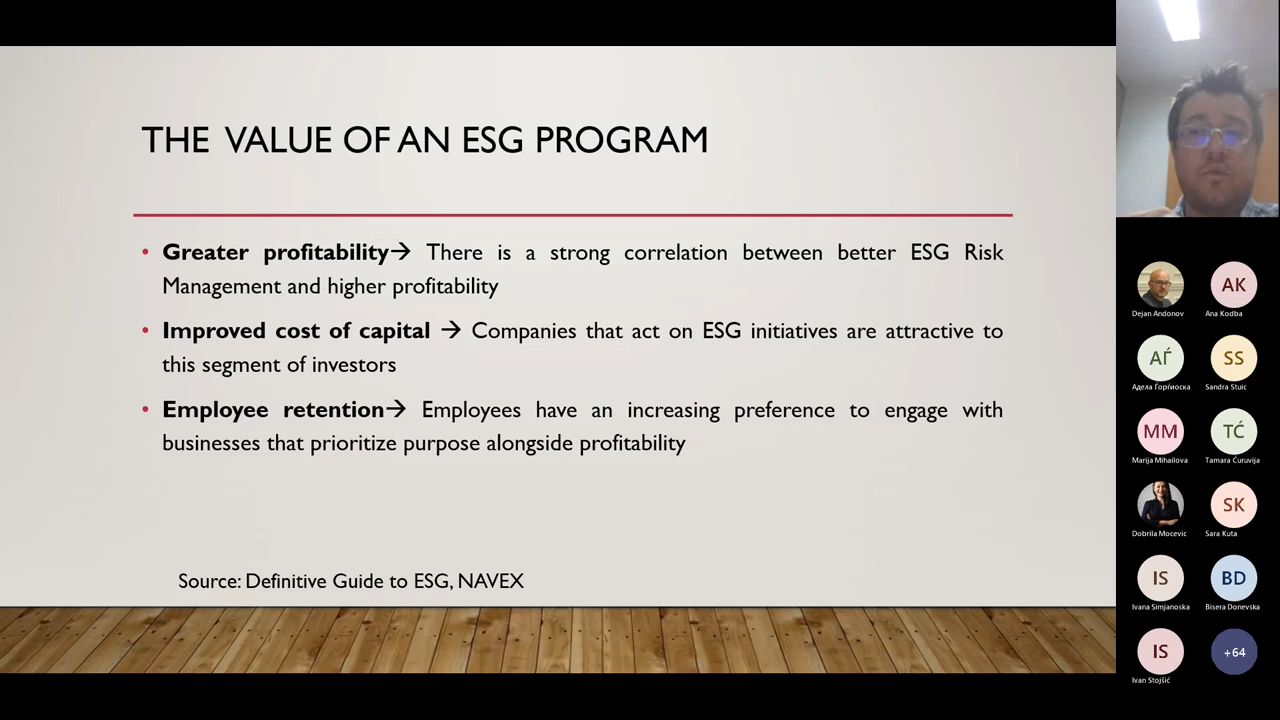 THE VALUE OF AN ESG PROGRAM
• Greater profitability→ There is a strong correlation between better ESG Risk
Management and higher profitability
• Improved cost of capital → Companies that act on ESG initiatives are attractive to
this segment of investors
• Employee retention→ Employees have an increasing preference to engage with
businesses that prioritize purpose alongside profitability
Source: Definitive Guide to ESG, NAVEX
AK
Dejan Andonov
Ana Kodba
AЃ
SS
Адела Ѓорѓиоска
Sandra Stuic
MM
TĆ
Marija Mihailova
Tamara Curuvija
SK
Dobrila Mocevic
Sara Kuta
IS
BD
Ivana Simjanoska
Bisera Donevska
IS
+64
Ivan Stojšić